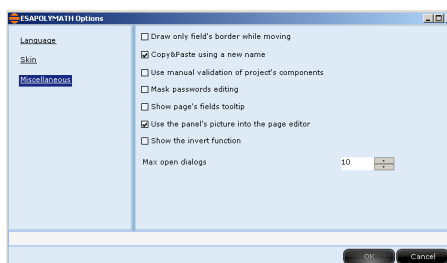 ESAPOLYMATH Options
Language
Skin
Miscellaneous
Draw only field's border while moving
Copy&Paste using a new name
Use manual validation of project's components
Mask passwords editing
Show page's fields tooltip
Use the panel's picture into the page editor
Show the invert function
Max open dialogs 10
OK Cancel